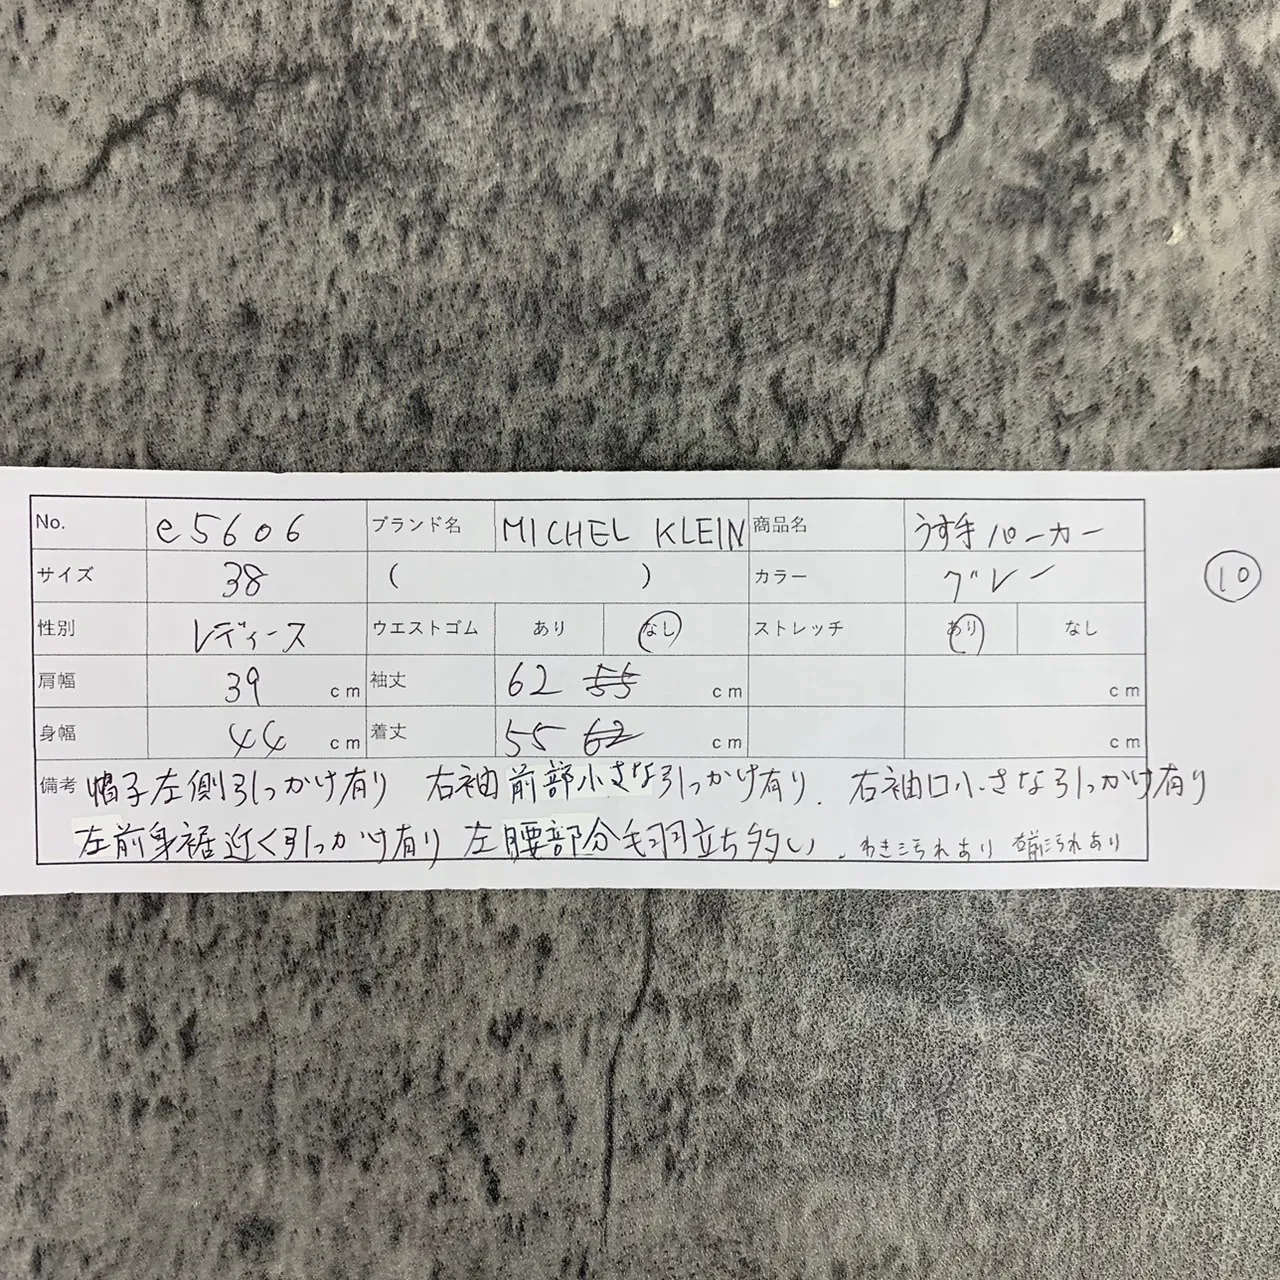 No. e5606 ブランド名 MICHEL KLEIN 商品名 うす手パーカー
サイズ 38 ( ) カラー グレー
⑩
性別 レディース ウエストゴム あり なし ストレッチ あり なし
肩幅 39 cm 袖丈 62 55 cm cm
身幅 44 cm 着丈 55 62 cm cm
備考 帽子左側引っかけ有り 右袖前部小さな引っかけ有り. 右袖口小さな引っかけ有り
左前身裾近く引っかけ有り 左腰部分毛羽立ち多い. わき汚れあり 右前汚れあり